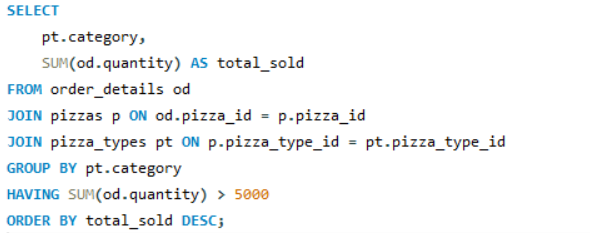 SELECT
pt.category,
SUM(od.quantity) AS total_sold
FROM order_details od
JOIN pizzas p ON od.pizza_id = p.pizza_id
JOIN pizza_types pt ON p.pizza_type_id = pt.pizza_type_id
GROUP BY pt.category
HAVING SUM(od.quantity) > 5000
ORDER BY total_sold DESC;